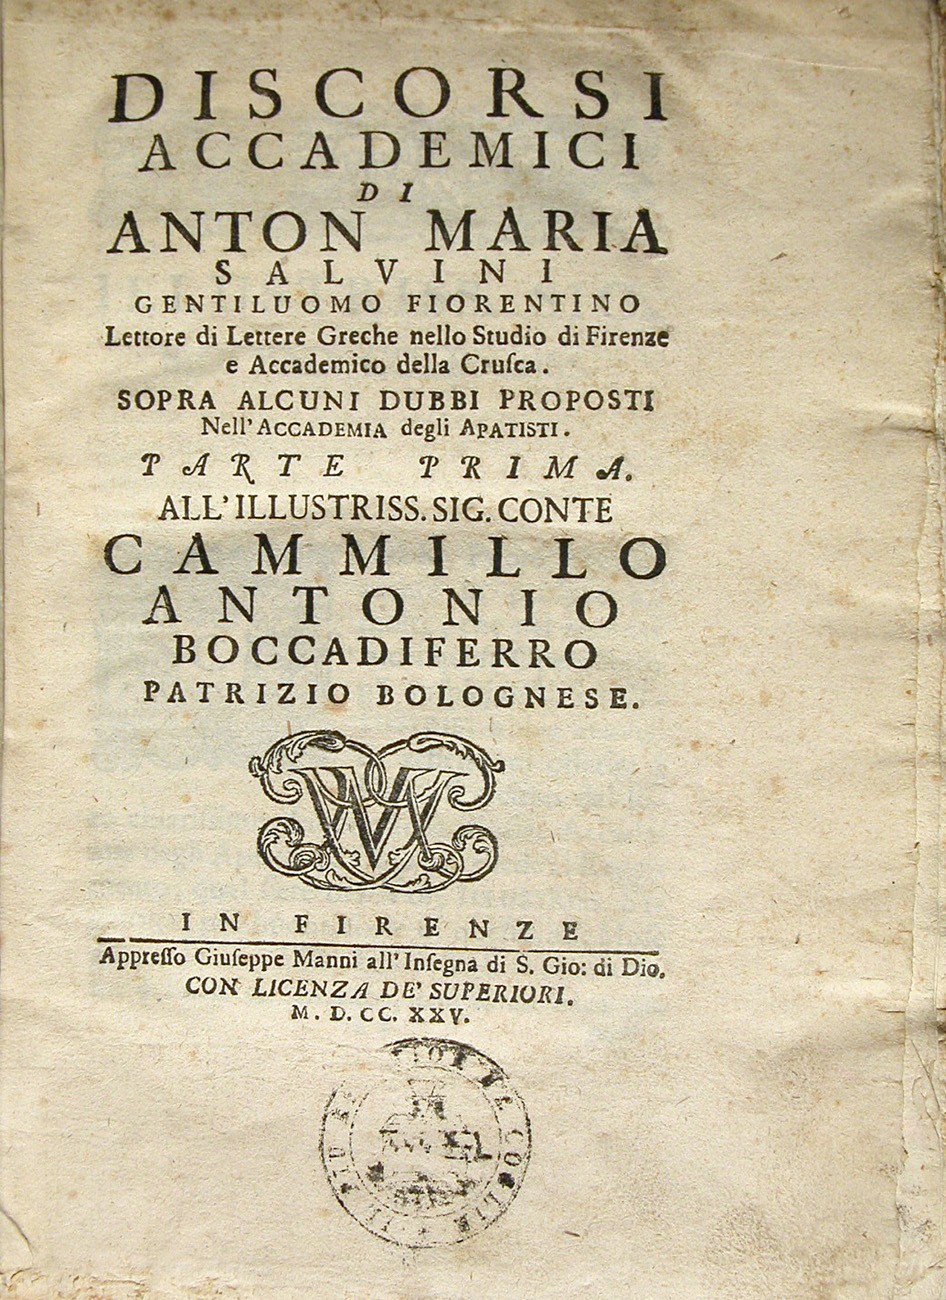 DISCORSI
ACCADEMICI
DI
ANTON MARIA
SALVINI
GENTILUOMO FIORENTINO
Lettore di Lettere Greche nello Studio di Firenze
e Accademico della Cruſca.
SOPRA ALCUNI DUBBI PROPOSTI
Nell'ACCADEMIA degli APATISTI.
PARTE PRIMA.
ALL'ILLUSTRISS. SIG. CONTE
CAMMILLO
ANTONIO
BOCCADIFERRO
PATRIZIO BOLOGNESE.
IN FIRENZE
Appreſſo Giuſeppe Manni all'Inſegna di S. Gio: di Dio.
CON LICENZA DE' SUPERIORI.
M. D. CC. XXV.